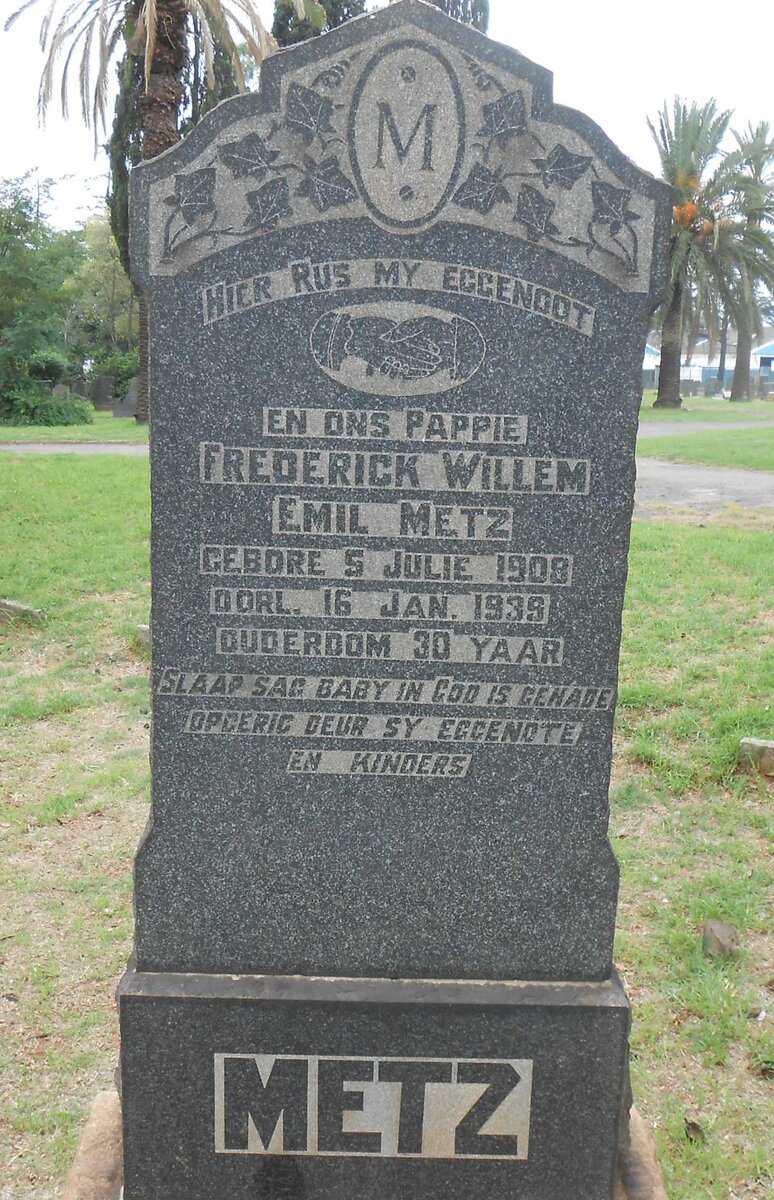 M
HIER RUS MY EGGENOOT
EN ONS PAPPIE
FREDERICK WILLEM
EMIL METZ
GEBORE 5 JULIE 1908
OORL. 16 JAN. 1939
OUDERDOM 30 YAAR
SLAAP SAG BABY IN GOD IS GENADE
OPGERIG DEUR SY EGGENOTE
EN KINDERS
METZ